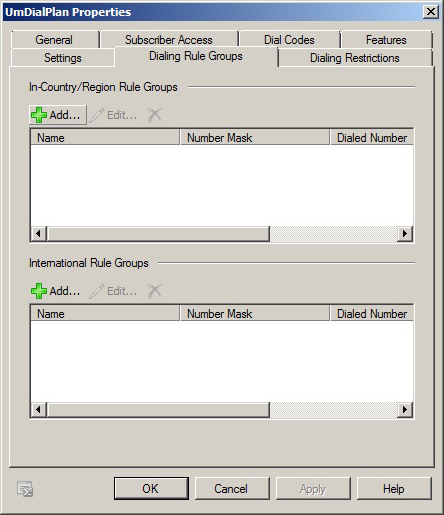 UmDialPlan Properties
General Subscriber Access Dial Codes Features
Settings Dialing Rule Groups Dialing Restrictions
In-Country/Region Rule Groups
Add... Edit...
Name Number Mask Dialed Number
International Rule Groups
Add... Edit...
Name Number Mask Dialed Number
OK Cancel Apply Help